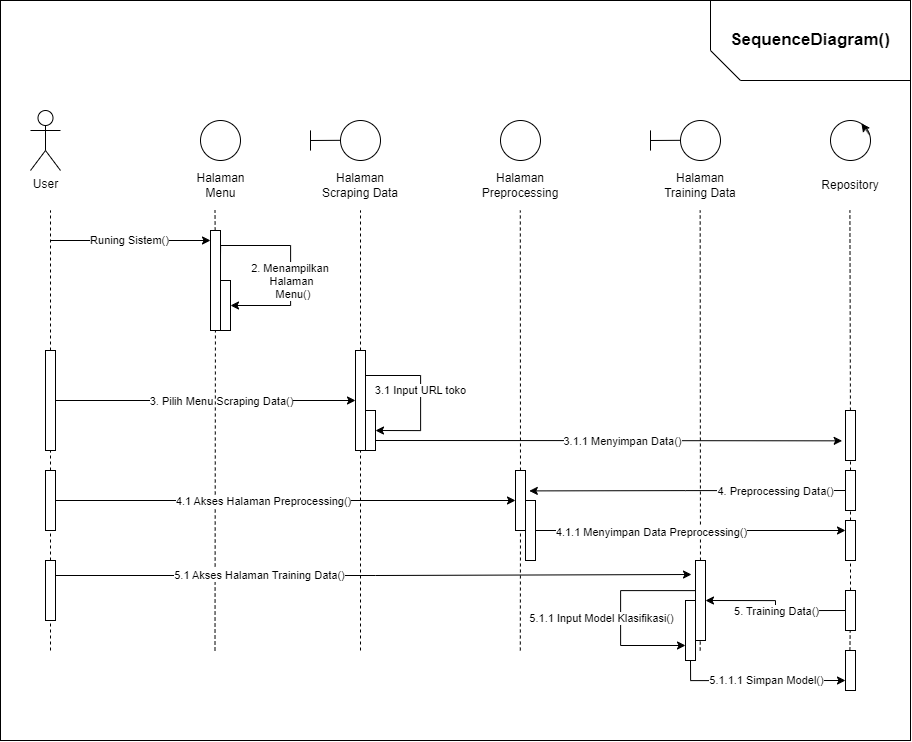 SequenceDiagram()
User
Halaman
Menu
Halaman
Scraping Data
Halaman
Preprocessing
Halaman
Training Data
Repository
Runing Sistem()
2. Menampilkan
Halaman
Menu()
3.1 Input URL toko
3. Pilih Menu Scraping Data()
3.1.1 Menyimpan Data()
4. Preprocessing Data()
4.1 Akses Halaman Preprocessing()
4.1.1 Menyimpan Data Preprocessing()
5.1 Akses Halaman Training Data()
5. Training Data()
5.1.1 Input Model Klasifikasi()
5.1.1.1 Simpan Model()